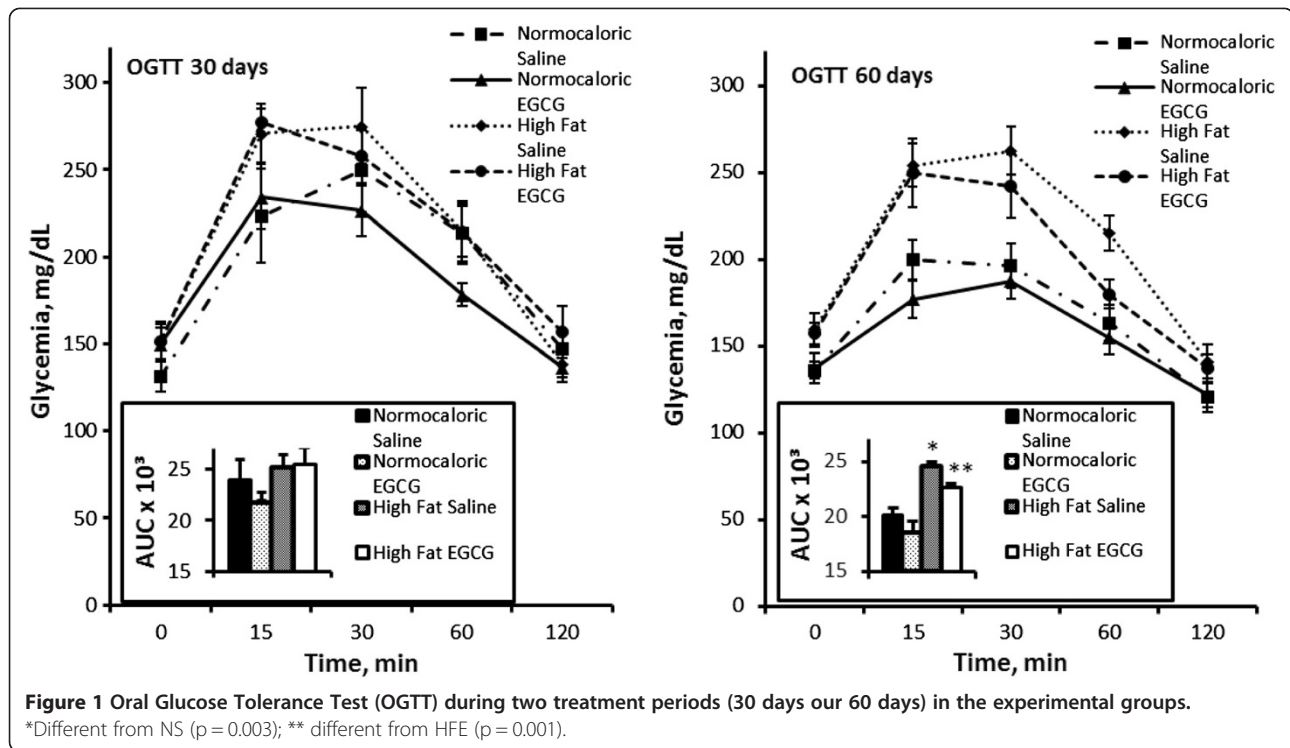 OGTT 30 days
Normocaloric
Saline
Normocaloric
EGCG
High Fat
Saline
High Fat
EGCG
Glycemia, mg/dL
300
250
200
150
100
50
0
0 15 30 60 120
Time, min
AUC x 10³
25
20
15
Normocaloric
Saline
Normocaloric
EGCG
High Fat Saline
High Fat EGCG
OGTT 60 days
Normocaloric
Saline
Normocaloric
EGCG
High Fat
Saline
High Fat
EGCG
Glycemia, mg/dL
300
250
200
150
100
50
0
0 15 30 60 120
Time, min
AUC x 10³
25
20
15
*
**
Normocaloric
Saline
Normocaloric
EGCG
High Fat Saline
High Fat EGCG
Figure 1 Oral Glucose Tolerance Test (OGTT) during two treatment periods (30 days our 60 days) in the experimental groups.
*Different from NS (p = 0.003); ** different from HFE (p = 0.001).